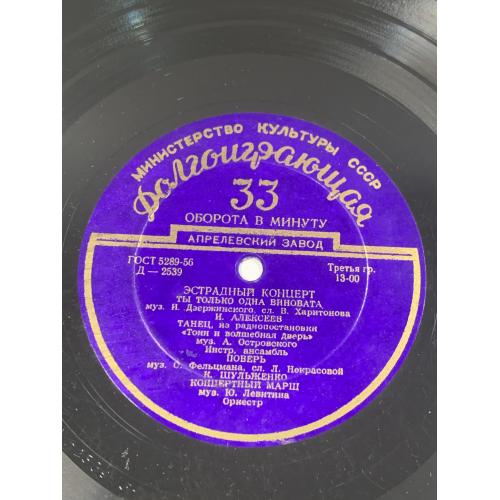 МИНИСТЕРСТВО КУЛЬТУРЫ СССР
Долгоиграющая
33
ОБОРОТА В МИНУТУ
АПРЕЛЕВСКИЙ ЗАВОД
ГОСТ 5289-56
Д — 2539
Третья гр.
13-00
ЭСТРАДНЫЙ КОНЦЕРТ
ТЫ ТОЛЬКО ОДНА ВИНОВАТА
муз. И. Дзержинского, сл. В. Харитонова
И. АЛЕКСЕЕВ
ТАНЕЦ, из радиопостановки
«Тонн и волшебная дверь»
муз. А. Островского
Инстр. ансамбль
ПОВЕРЬ
муз. О. Фельцмана, сл. Л. Некрасовой
К. ШУЛЬЖЕНКО
КОНЦЕРТНЫЙ МАРШ
муз. Ю. Левитина
Оркестр